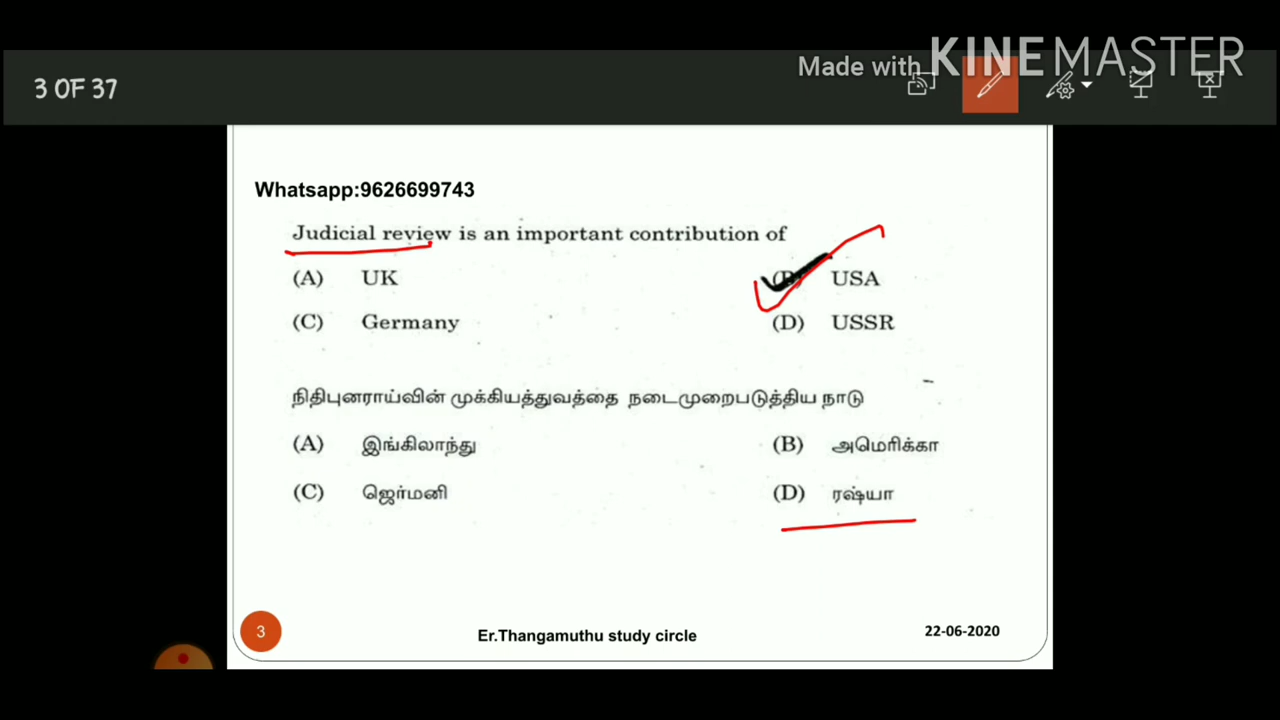 Made with KINEMASTER
3 OF 37
Whatsapp:9626699743
Judicial review is an important contribution of
(A) UK (B) USA
(C) Germany (D) USSR
நிதிபுனராய்வின் முக்கியத்துவத்தை நடைமுறைபடுத்திய நாடு
(A) இங்கிலாந்து (B) அமெரிக்கா
(C) ஜெர்மனி (D) ரஷ்யா
3 Er.Thangamuthu study circle 22-06-2020